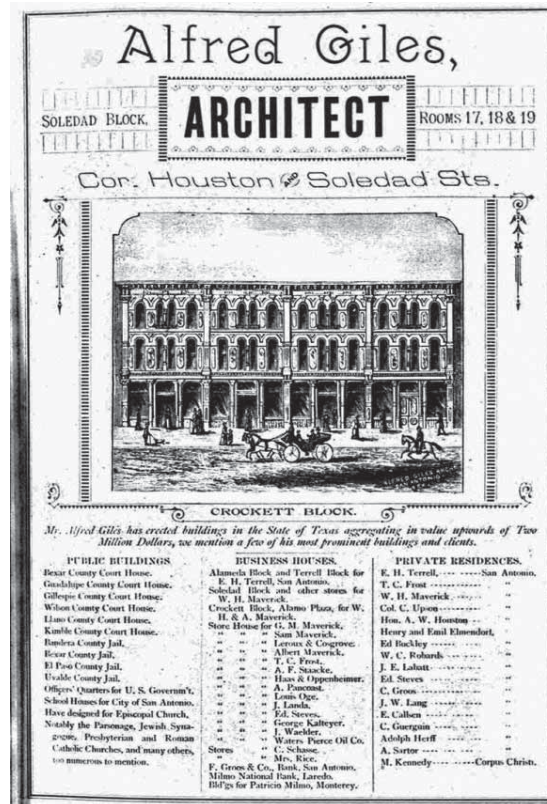 Alfred Giles,
SOLEDAD BLOCK,
ARCHITECT
ROOMS 17, 18 & 19
Cor. Houston AND Soledad Sts.
CROCKETT BLOCK.
Mr. Alfred Giles has erected buildings in the State of Texas aggregating in value upwards of Two
Million Dollars, we mention a few of his most prominent buildings and clients.
PUBLIC BUILDINGS
Bexar County Court House.
Guadalupe County Court House.
Gillespie County Court House.
Wilson County Court House.
Llano County Court House.
Kimble County Court House.
Bandera County Jail.
Bexar County Jail.
El Paso County Jail.
Uvalde County Jail.
Officers' Quarters for U. S. Governm't.
School Houses for City of San Antonio.
Have designed for Episcopal Church,
Notably the Parsonage, Jewish Syna-
gogue, Presbyterian and Roman
Catholic Churches, and many others,
too numerous to mention.
BUSINESS HOUSES.
Alameda Block and Terrell Block for
E. H. Terrell, San Antonio.
Soledad Block and other stores for
W. H. Maverick.
Crockett Block, Alamo Plaza, for W.
H. & A. Maverick.
Store House for G. M. Maverick,
" " " Sam Maverick.
" " " Leroux & Cosgrove.
" " " Albert Maverick.
" " " T. C. Frost.
" " " A. F. Staacke.
" " " Haas & Oppenheimer.
" " " A. Pancoast.
" " " Louis Oge.
" " " J. Landa.
" " " Ed. Steves.
" " " George Kalteyer.
" " " J. Waelder.
" " " Waters Pierce Oil Co.
Stores " C. Schasse.
" " Mrs. Rice.
F. Groos & Co., Bank, San Antonio.
Milmo National Bank, Laredo.
Bld'gs for Patricio Milmo, Monterey.
PRIVATE RESIDENCES.
E. H. Terrell, San Antonio.
T. C. Frost "
W. H. Maverick "
Col. C. Upson "
Hon. A. W. Houston "
Henry and Emil Elmendorf, "
Ed Buckley "
W. C. Robards "
J. E. Labatt "
Ed. Steves "
C. Groos "
J. W. Lang "
E. Callsen "
C. Guerguin "
Adolph Herff "
A. Sartor "
M. Kennedy Corpus Christi.